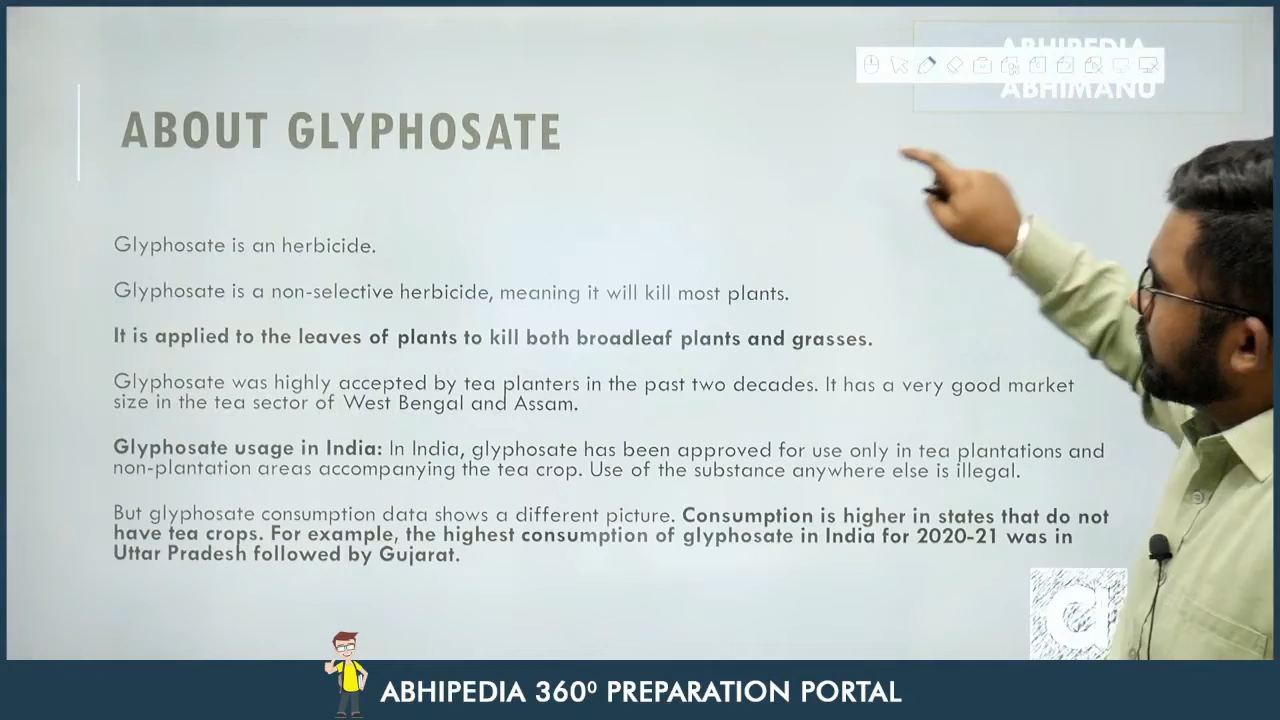 ABHIPEDIA
ABHIMANU
ABOUT GLYPHOSATE
Glyphosate is an herbicide.
Glyphosate is a non-selective herbicide, meaning it will kill most plants.
It is applied to the leaves of plants to kill both broadleaf plants and grasses.
Glyphosate was highly accepted by tea planters in the past two decades. It has a very good market
size in the tea sector of West Bengal and Assam.
Glyphosate usage in India: In India, glyphosate has been approved for use only in tea plantations and
non-plantation areas accompanying the tea crop. Use of the substance anywhere else is illegal.
But glyphosate consumption data shows a different picture. Consumption is higher in states that do not
have tea crops. For example, the highest consumption of glyphosate in India for 2020-21 was in
Uttar Pradesh followed by Gujarat.
a
ABHIPEDIA 360⁰ PREPARATION PORTAL